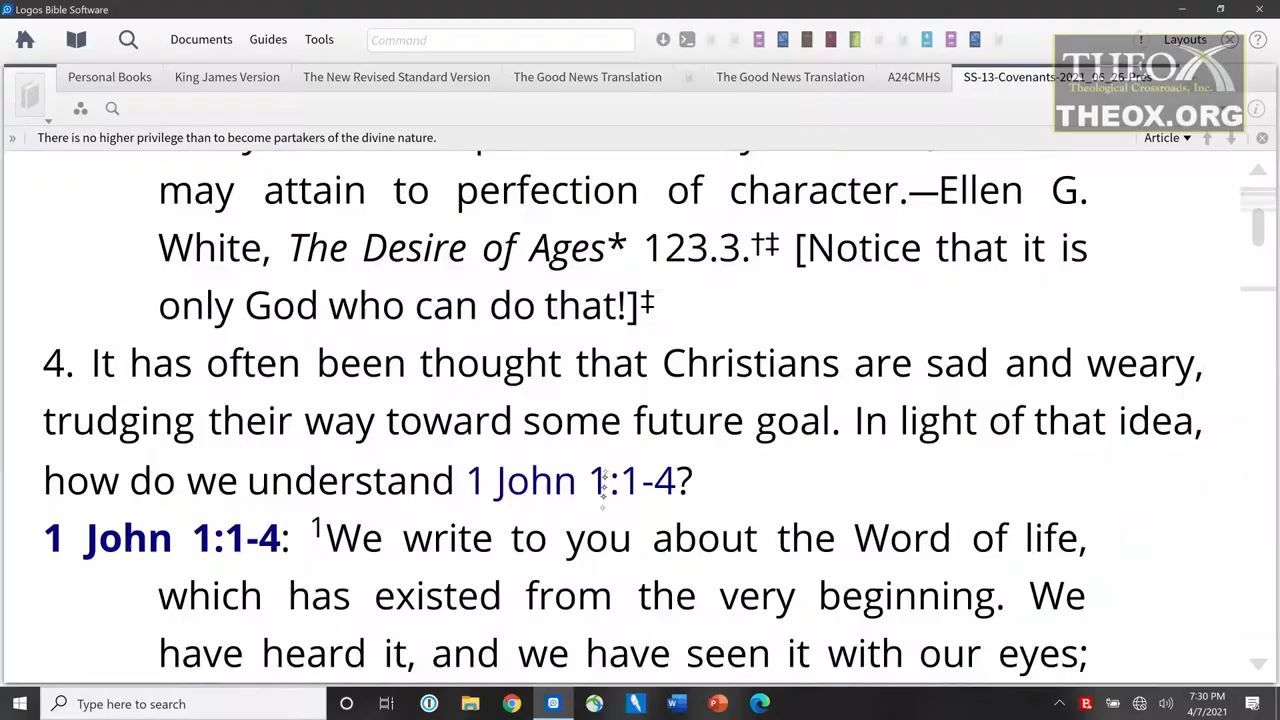 Logos Bible Software
Documents Guides Tools Command Layouts
THEOX
Theological Crossroads, Inc.
THEOX.ORG
Personal Books King James Version The New Revised Standard Version The Good News Translation The Good News Translation A24CMHS SS-13-Covenants-2021_06_26.Pres
» There is no higher privilege than to become partakers of the divine nature. Article
may attain to perfection of character.—Ellen G.
White, The Desire of Ages* 123.3.†‡ [Notice that it is
only God who can do that!]‡
4. It has often been thought that Christians are sad and weary,
trudging their way toward some future goal. In light of that idea,
how do we understand 1 John 1:1-4?
1 John 1:1-4: 1We write to you about the Word of life,
which has existed from the very beginning. We
have heard it, and we have seen it with our eyes;
Type here to search
7:30 PM
4/7/2021